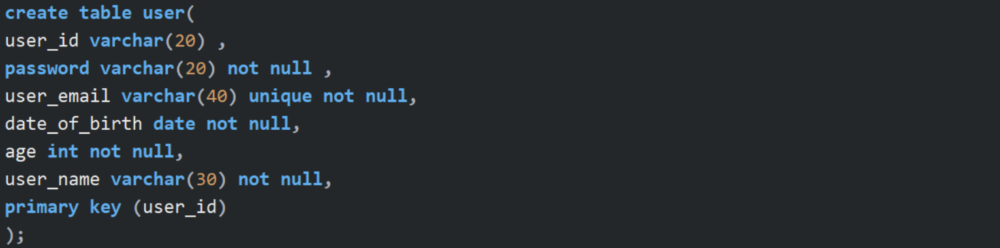 create table user(
user_id varchar(20) ,
password varchar(20) not null ,
user_email varchar(40) unique not null,
date_of_birth date not null,
age int not null,
user_name varchar(30) not null,
primary key (user_id)
);